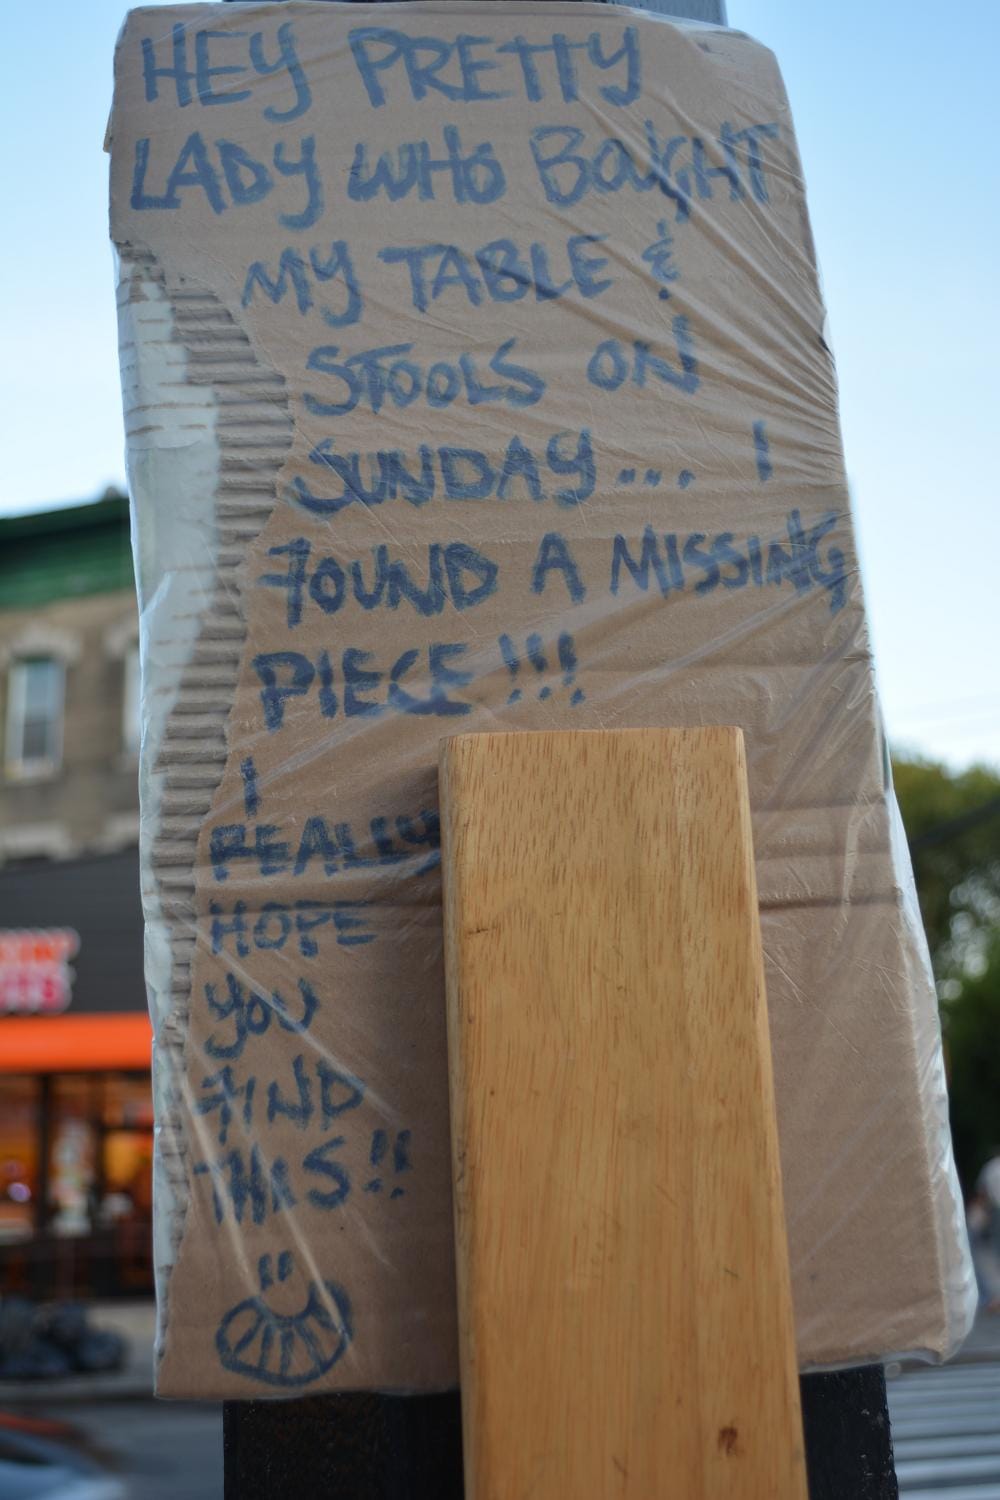 HEY PRETTY
LADY WHO BOUGHT
MY TABLE &
STOOLS ON
SUNDAY... I
FOUND A MISSING
PIECE!!!
I
REALLY
HOPE
YOU
FIND
THIS!!